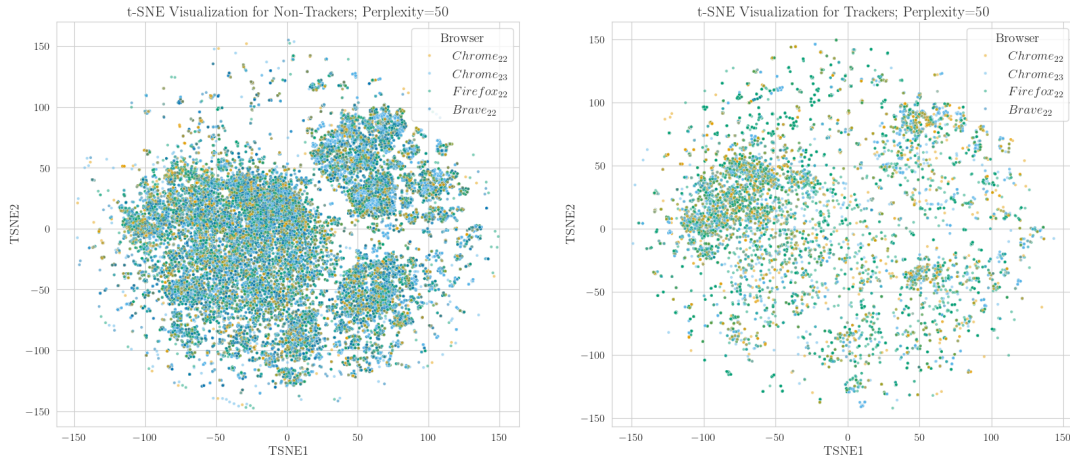 t-SNE Visualization for Non-Trackers; Perplexity=50
Browser
Chrome22
Chrome23
Firefox22
Brave22
150
100
50
0
−50
−100
−150
TSNE2
−150
−100
−50
0
50
100
150
TSNE1
t-SNE Visualization for Trackers; Perplexity=50
Browser
Chrome22
Chrome23
Firefox22
Brave22
150
100
50
0
−50
−100
−150
TSNE2
−150
−100
−50
0
50
100
150
TSNE1